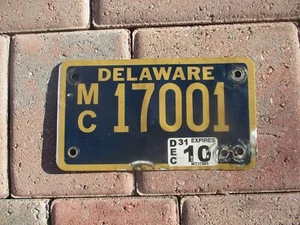 DELAWARE
MC 17001
DEC 31 EXPIRES
10